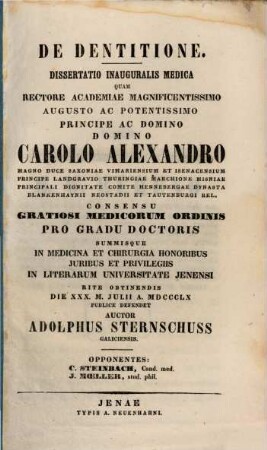 DE DENTITIONE.
DISSERTATIO INAUGURALIS MEDICA
QUAM
RECTORE ACADEMIAE MAGNIFICENTISSIMO
AUGUSTO AC POTENTISSIMO
PRINCIPE AC DOMINO
DOMINO
CAROLO ALEXANDRO
MAGNO DUCE SAXONIAE VIMARIENSIUM ET ISENACENSIUM
PRINCIPE LANDGRAVIO THURINGIAE MARCHIONE MISNIAE
PRINCIPALI DIGNITATE COMITE HENNEBERGAE DYNASTA
BLANKENHAYNII NEOSTADII ET TAUTENBURGI REL.
CONSENSU
GRATIOSI MEDICORUM ORDINIS
PRO GRADU DOCTORIS
SUMMISQUE
IN MEDICINA ET CHIRURGIA HONORIBUS
JURIBUS ET PRIVILEGIIS
IN LITERARUM UNIVERSITATE JENENSI
RITE OBTINENDIS
DIE XXX. M. JULII A. MDCCCLX
PUBLICE DEFENDET
AUCTOR
ADOLPHUS STERNSCHUSS
GALICIENSIS.
OPPONENTES:
C. STEINBACH, Cand. med.
J. MŒLLER, stud. phil.
JENAE
TYPIS A. NEUENHAHNI.